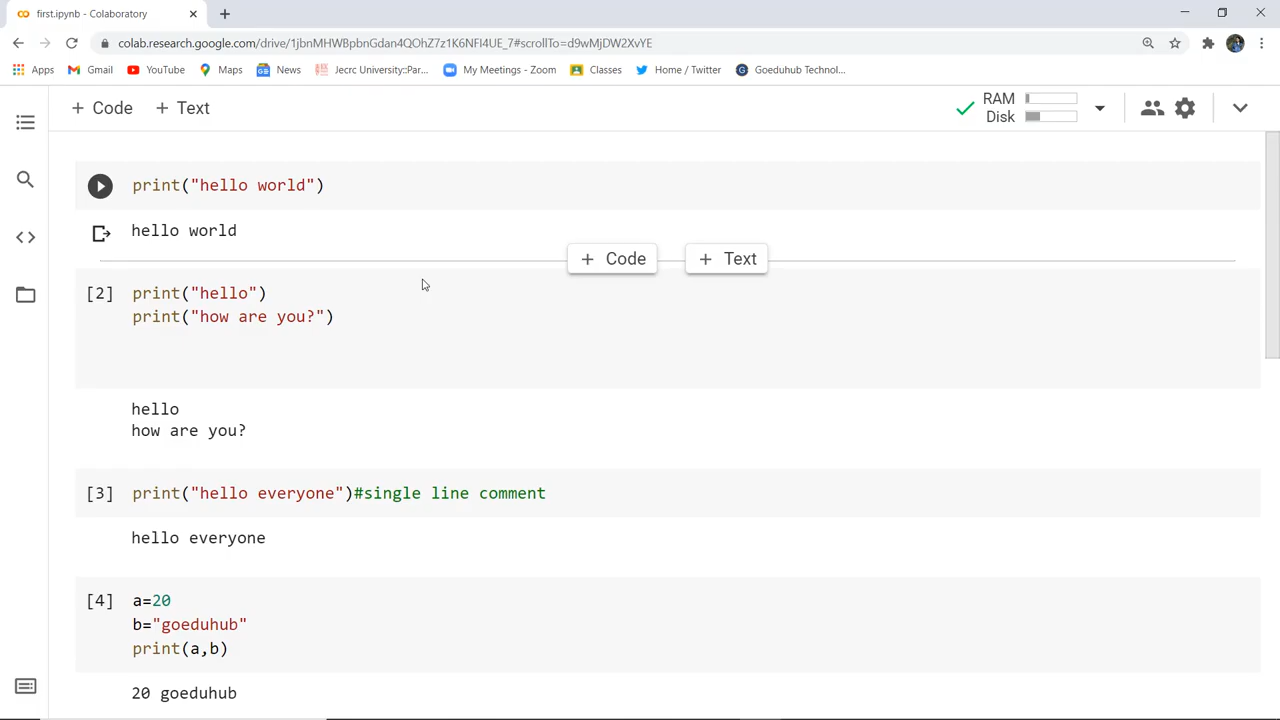 first.ipynb - Colaboratory
colab.research.google.com/drive/1jbnMHWBpbnGdan4QOhZ7z1K6NFI4UE_7#scrollTo=d9wMjDW2XvYE
Apps Gmail YouTube Maps News Jecrc University::Par... My Meetings - Zoom Classes Home / Twitter Goeduhub Technol...
+ Code + Text
RAM
Disk
print("hello world")
hello world
+ Code + Text
[2] print("hello")
print("how are you?")
hello
how are you?
[3] print("hello everyone")#single line comment
hello everyone
[4] a=20
b="goeduhub"
print(a,b)
20 goeduhub